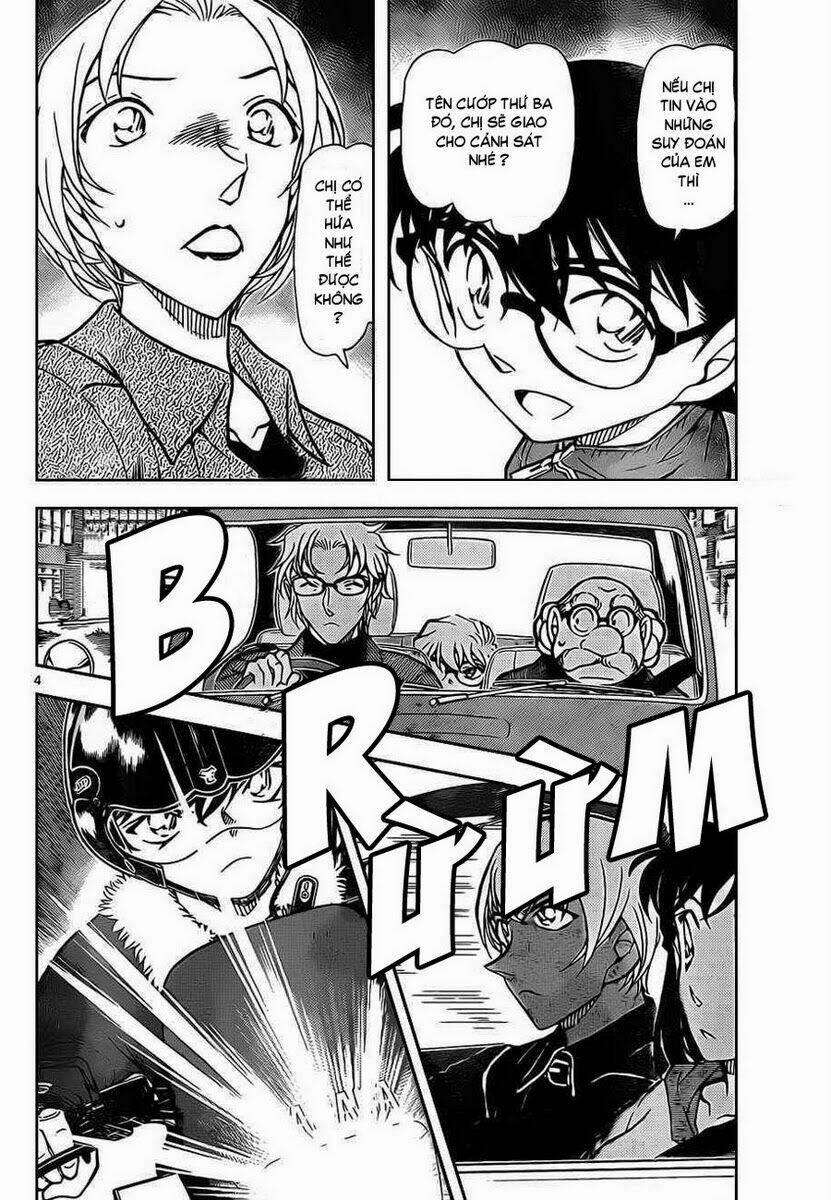 NẾU CHỊ
TIN VÀO
NHỮNG
SUY ĐOÁN
CỦA EM
THÌ
...
TÊN CƯỚP THỨ BA
ĐÓ, CHỊ SẼ GIAO
CHO CẢNH SÁT
NHÉ ?
CHỊ CÓ
THỂ
HỨA
NHƯ
THẾ
ĐƯỢC
KHÔNG
?
BRỪỪM
4